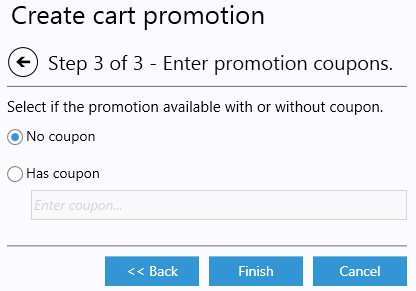 Create cart promotion
Step 3 of 3 - Enter promotion coupons.
Select if the promotion available with or without coupon.
No coupon
Has coupon
Enter coupon...
<< Back Finish Cancel